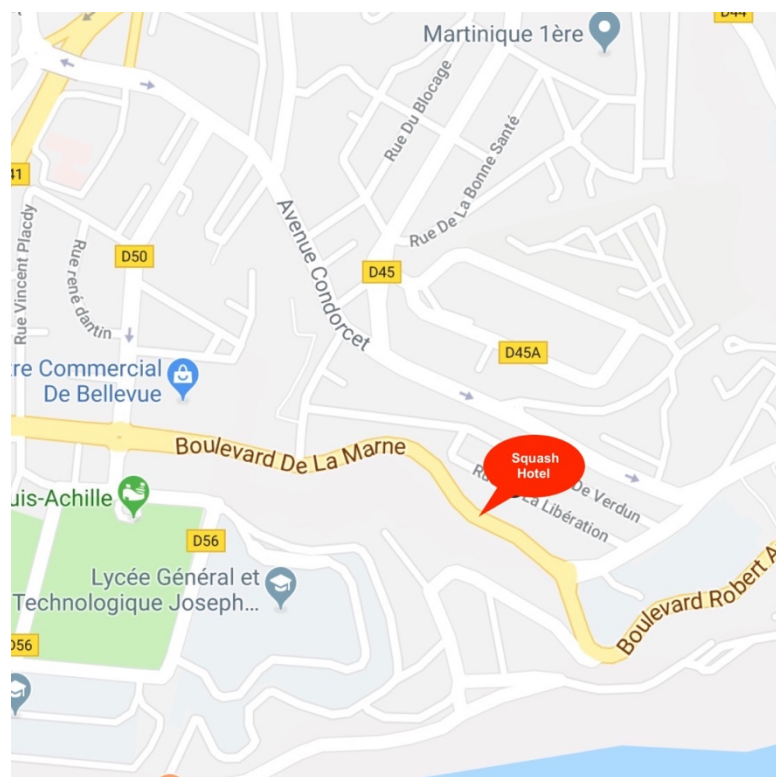 D44
Martinique 1ère
Rue Du Blocage
Rue De La Bonne Santé
41
Rue Vincent Placdy
Rue rené dantin
D50
Avenue Condorcet
D45
D45A
re Commercial
De Bellevue
Boulevard De La Marne
Squash
Hotel
De Verdun
La Libération
uis-Achille
D56
Lycée Général et
Technologique Joseph...
Boulevard Robert A
D56